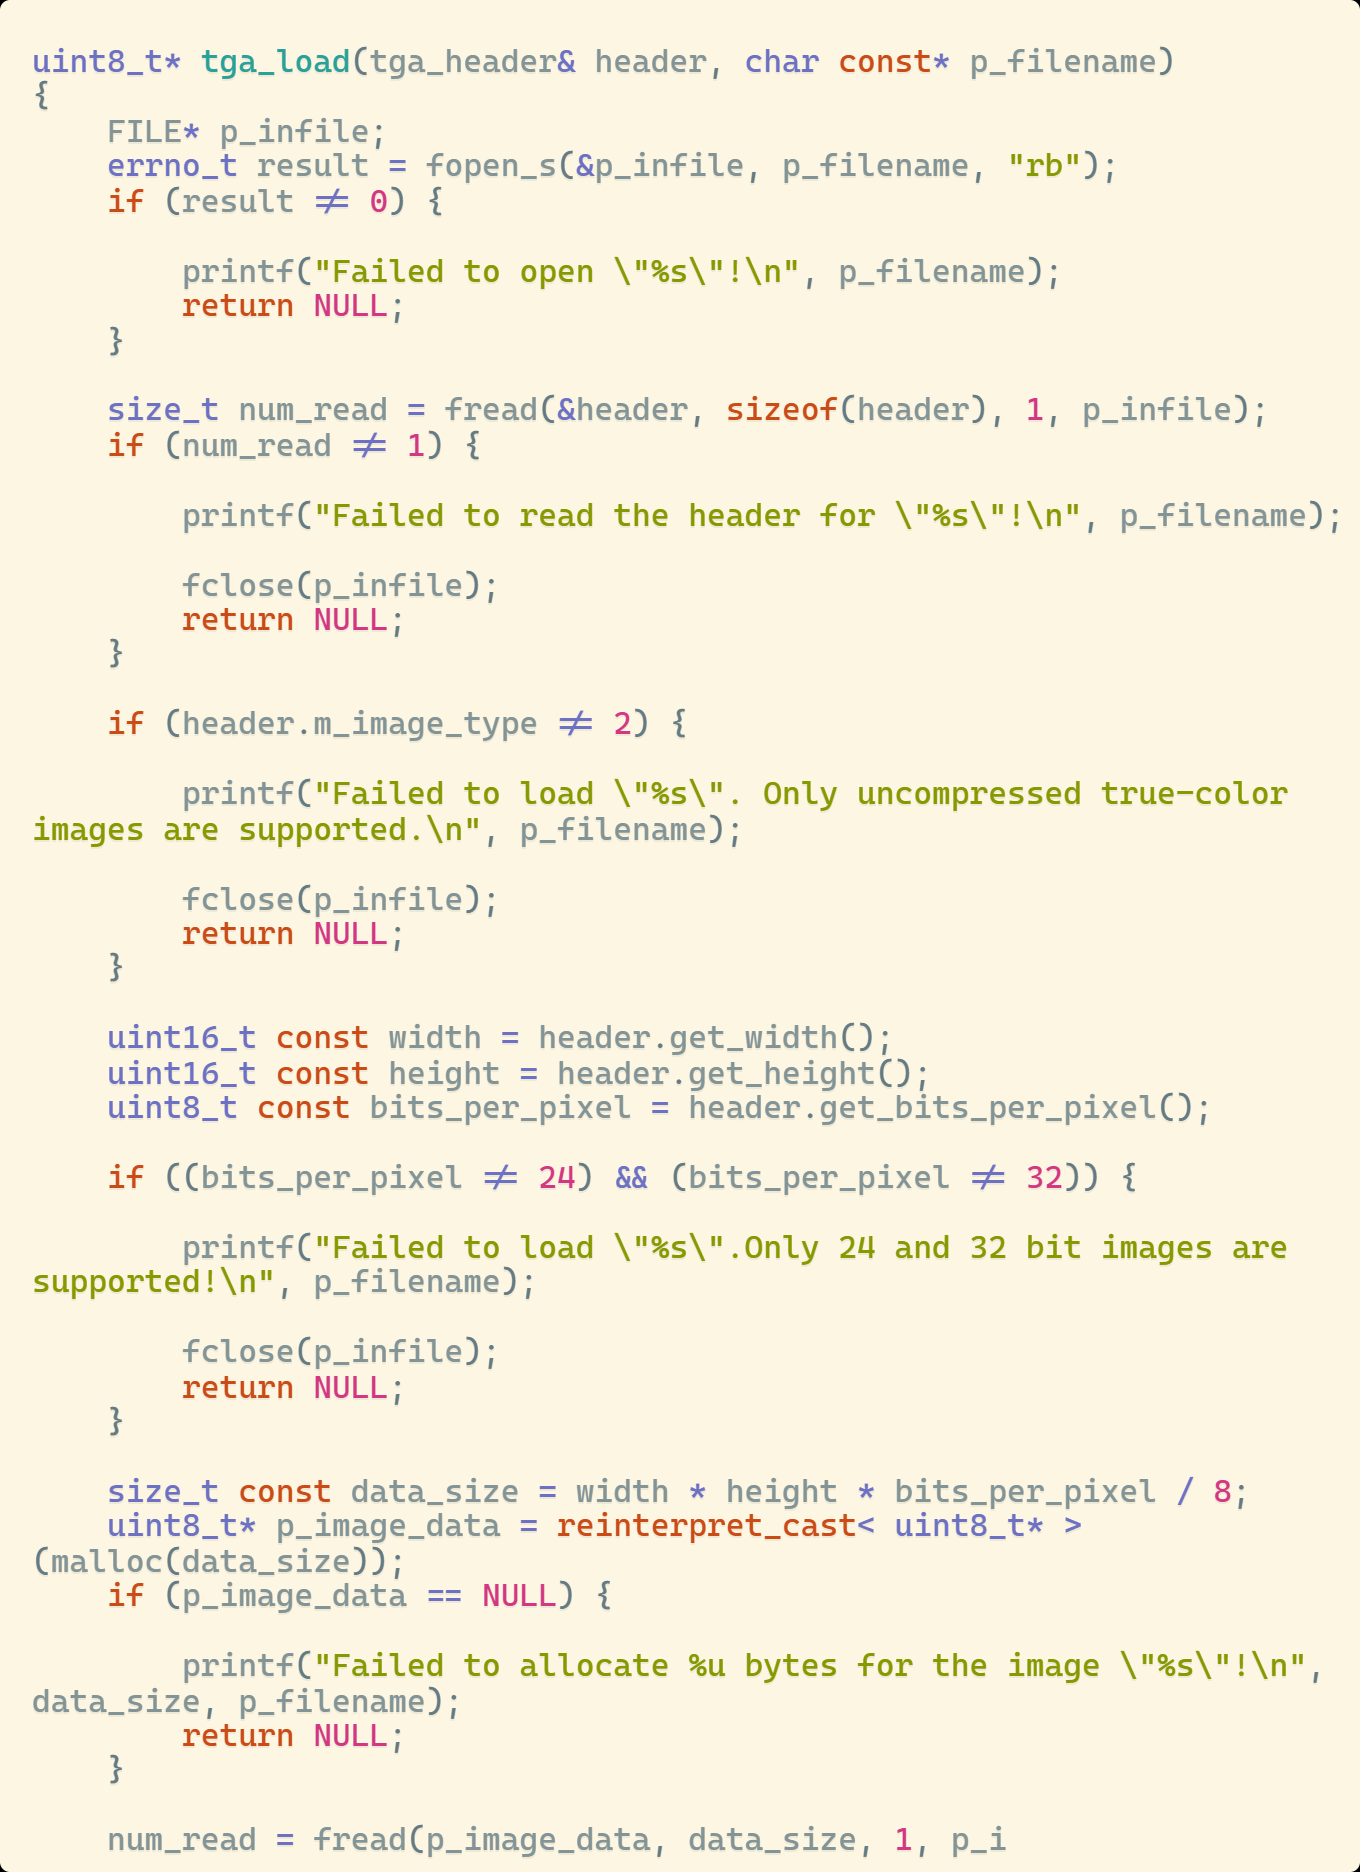 uint8_t* tga_load(tga_header& header, char const* p_filename)
{
    FILE* p_infile;
    errno_t result = fopen_s(&p_infile, p_filename, "rb");
    if (result != 0) {

        printf("Failed to open \"%s\"!\n", p_filename);
        return NULL;
    }

    size_t num_read = fread(&header, sizeof(header), 1, p_infile);
    if (num_read != 1) {

        printf("Failed to read the header for \"%s\"!\n", p_filename);

        fclose(p_infile);
        return NULL;
    }

    if (header.m_image_type != 2) {

        printf("Failed to load \"%s\". Only uncompressed true-color
images are supported.\n", p_filename);

        fclose(p_infile);
        return NULL;
    }

    uint16_t const width = header.get_width();
    uint16_t const height = header.get_height();
    uint8_t const bits_per_pixel = header.get_bits_per_pixel();

    if ((bits_per_pixel != 24) && (bits_per_pixel != 32)) {

        printf("Failed to load \"%s\".Only 24 and 32 bit images are
supported!\n", p_filename);

        fclose(p_infile);
        return NULL;
    }

    size_t const data_size = width * height * bits_per_pixel / 8;
    uint8_t* p_image_data = reinterpret_cast< uint8_t* >
(malloc(data_size));
    if (p_image_data == NULL) {

        printf("Failed to allocate %u bytes for the image \"%s\"!\n",
data_size, p_filename);
        return NULL;
    }

    num_read = fread(p_image_data, data_size, 1, p_i